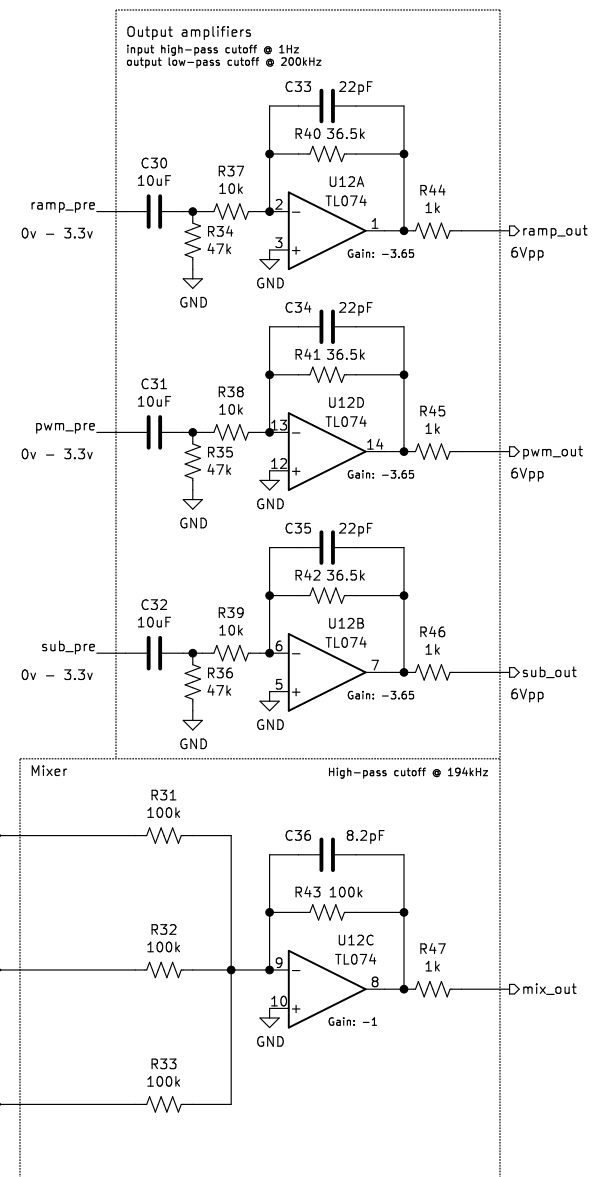 Output amplifiers
input high-pass cutoff @ 1Hz
output low-pass cutoff @ 200kHz
C33 22pF
R40 36.5k
C30
10uF
R37
10k
U12A
TL074
R44
1k
ramp_pre
2
-
1
ramp_out
0v - 3.3v
R34
47k
3
+
Gain: -3.65
6Vpp
GND
GND
C34 22pF
R41 36.5k
C31
10uF
R38
10k
U12D
TL074
R45
1k
pwm_pre
13
-
14
pwm_out
0v - 3.3v
R35
47k
12
+
Gain: -3.65
6Vpp
GND
GND
C35 22pF
R42 36.5k
C32
10uF
R39
10k
U12B
TL074
R46
1k
sub_pre
6
-
7
sub_out
0v - 3.3v
R36
47k
5
+
Gain: -3.65
6Vpp
GND
GND
Mixer
High-pass cutoff @ 194kHz
R31
100k
C36 8.2pF
R43 100k
R32
100k
U12C
TL074
R47
1k
9
-
8
mix_out
10
+
Gain: -1
GND
R33
100k